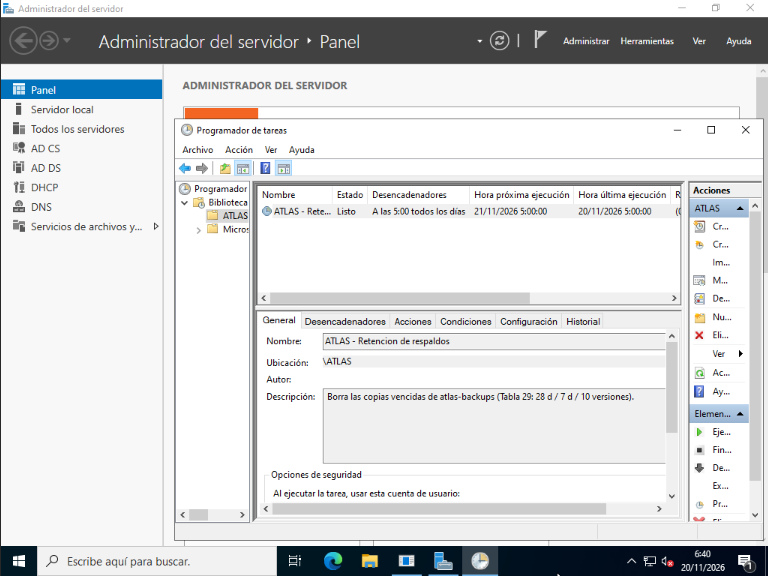 Administrador del servidor
Administrador del servidor • Panel
Administrar Herramientas Ver Ayuda
Panel
Servidor local
Todos los servidores
AD CS
AD DS
DHCP
DNS
Servicios de archivos y...
ADMINISTRADOR DEL SERVIDOR
Programador de tareas
Archivo Acción Ver Ayuda
Programador
Biblioteca
ATLAS
Micros
Nombre Estado Desencadenadores Hora próxima ejecución Hora última ejecución R
ATLAS - Rete... Listo A las 5:00 todos los días 21/11/2026 5:00:00 20/11/2026 5:00:00 (0
General Desencadenadores Acciones Condiciones Configuración Historial
Nombre: ATLAS - Retencion de respaldos
Ubicación: \ATLAS
Autor:
Descripción: Borra las copias vencidas de atlas-backups (Tabla 29: 28 d / 7 d / 10 versiones).
Opciones de seguridad
Al ejecutar la tarea, usar esta cuenta de usuario:
Acciones
ATLAS
Cr...
Cr...
Im...
M...
De...
Nu...
Eli...
Ver
Ac...
Ay...
Elemen...
Eje...
Fin...
De...
Ex...
Pr...
Escribe aquí para buscar.
6:40
20/11/2026
1